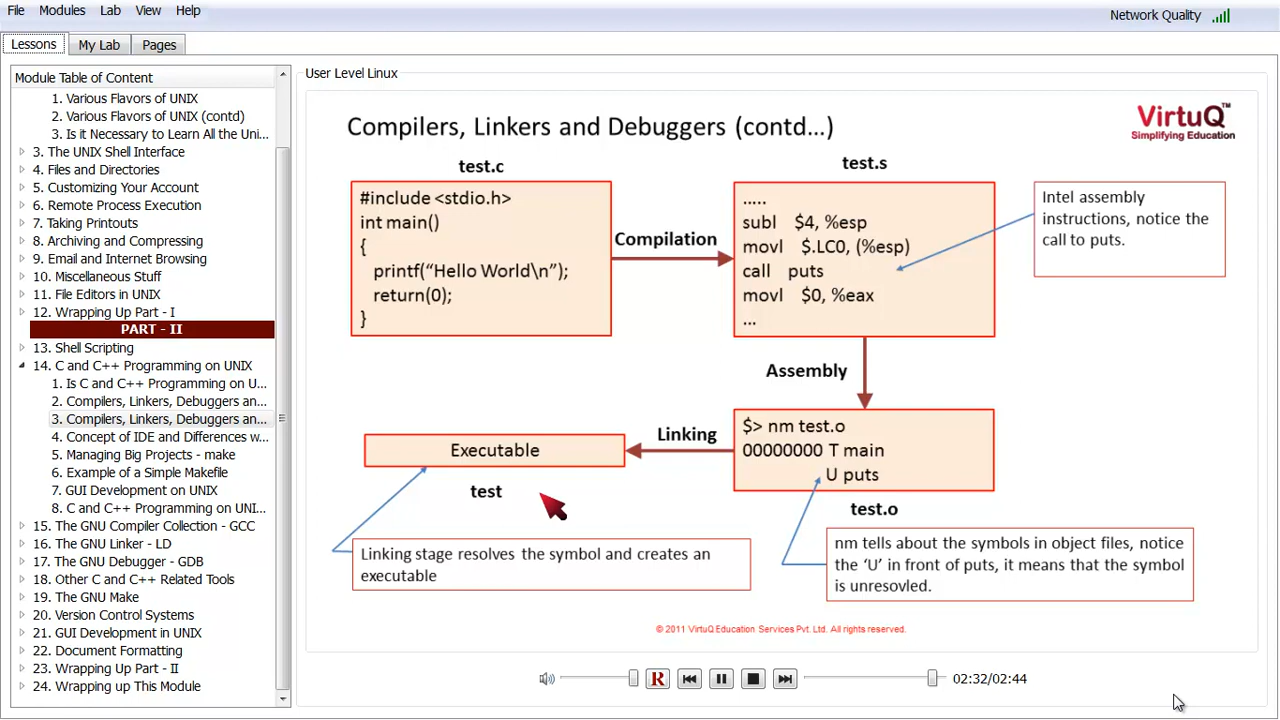 File Modules Lab View Help
Network Quality
Lessons My Lab Pages
Module Table of Content
1. Various Flavors of UNIX
2. Various Flavors of UNIX (contd)
3. Is it Necessary to Learn All the Uni...
3. The UNIX Shell Interface
4. Files and Directories
5. Customizing Your Account
6. Remote Process Execution
7. Taking Printouts
8. Archiving and Compressing
9. Email and Internet Browsing
10. Miscellaneous Stuff
11. File Editors in UNIX
12. Wrapping Up Part - I
PART - II
13. Shell Scripting
14. C and C++ Programming on UNIX
1. Is C and C++ Programming on U...
2. Compilers, Linkers, Debuggers an...
3. Compilers, Linkers, Debuggers an...
4. Concept of IDE and Differences w...
5. Managing Big Projects - make
6. Example of a Simple Makefile
7. GUI Development on UNIX
8. C and C++ Programming on UNI...
15. The GNU Compiler Collection - GCC
16. The GNU Linker - LD
17. The GNU Debugger - GDB
18. Other C and C++ Related Tools
19. The GNU Make
20. Version Control Systems
21. GUI Development in UNIX
22. Document Formatting
23. Wrapping Up Part - II
24. Wrapping up This Module
User Level Linux
Compilers, Linkers and Debuggers (contd...)
VirtuQ™
Simplifying Education
test.c
#include <stdio.h>
int main()
{
printf(“Hello World\n”);
return(0);
}
Compilation
test.s
.....
subl $4, %esp
movl $.LC0, (%esp)
call puts
movl $0, %eax
...
Intel assembly
instructions, notice the
call to puts.
Assembly
$> nm test.o
00000000 T main
U puts
test.o
Linking
Executable
test
Linking stage resolves the symbol and creates an
executable
nm tells about the symbols in object files, notice
the ‘U’ in front of puts, it means that the symbol
is unresovled.
© 2011 VirtuQ Education Services Pvt. Ltd. All rights reserved.
R
02:32/02:44